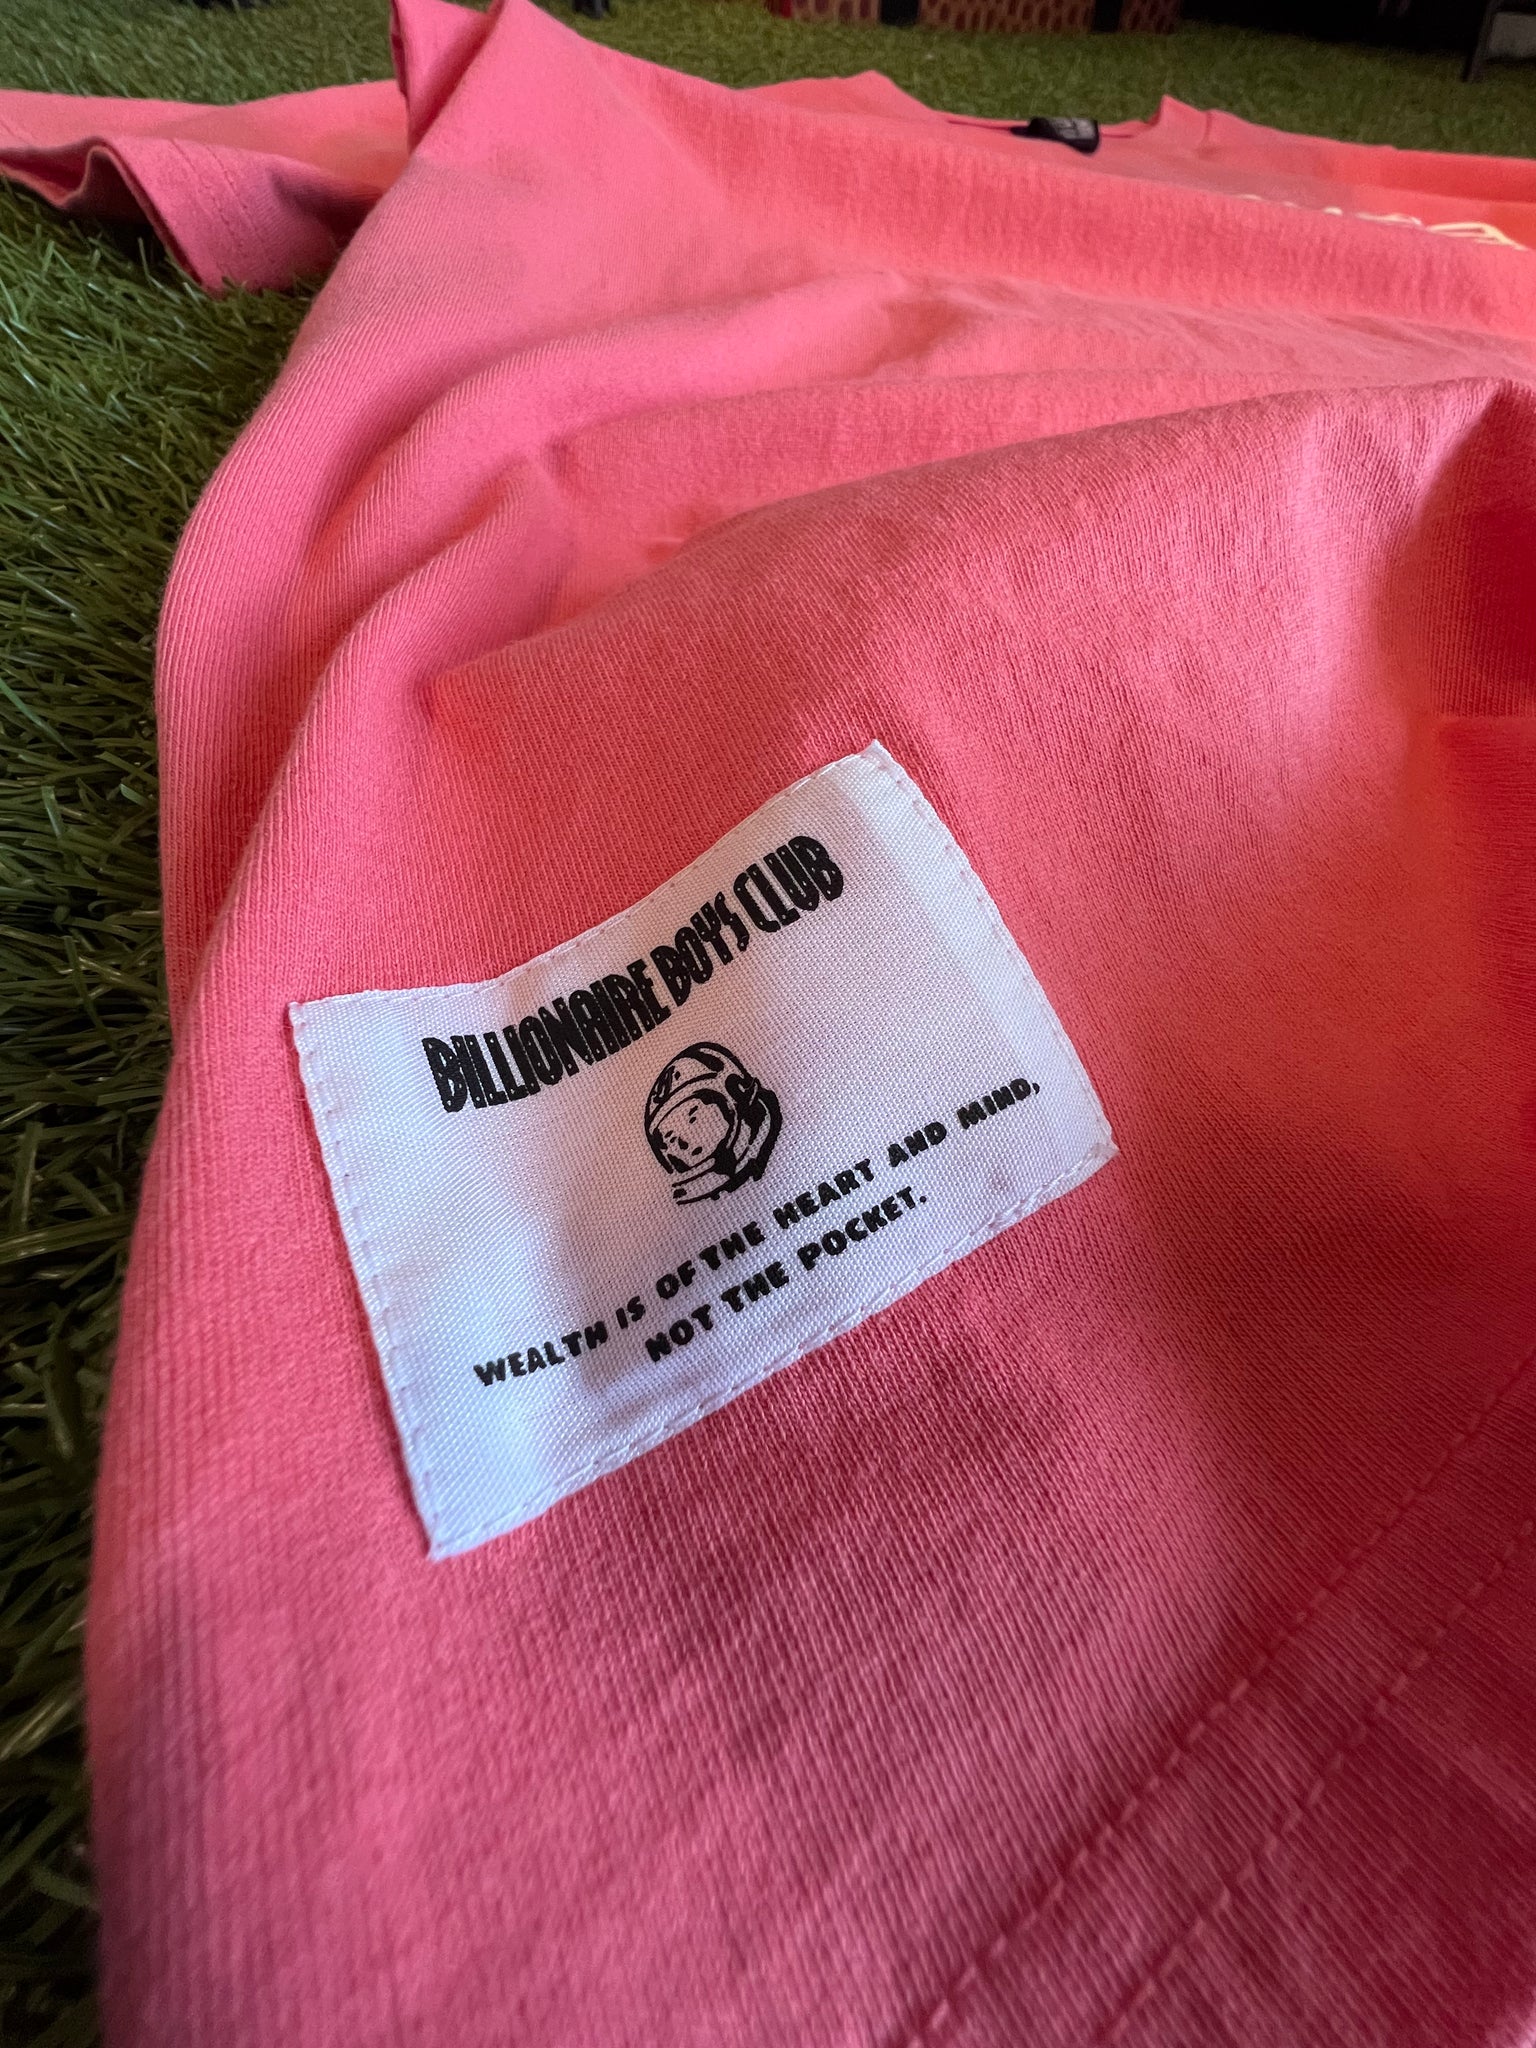 BILLIONAIRE BOYS CLUB
WEALTH IS OF THE HEART AND MIND,
NOT THE POCKET.